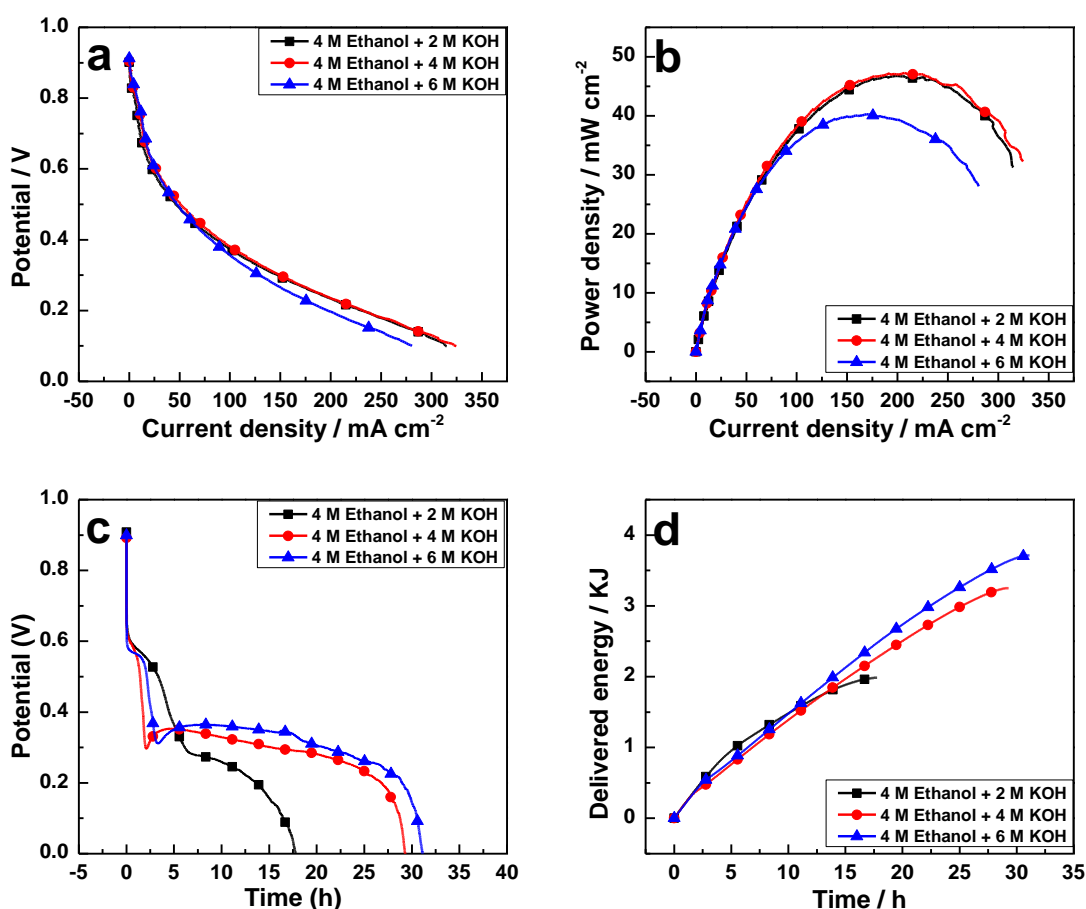 a
1.0
0.8
0.6
0.4
0.2
0.0
Potential / V
4 M Ethanol + 2 M KOH
4 M Ethanol + 4 M KOH
4 M Ethanol + 6 M KOH
-50 0 50 100 150 200 250 300 350
Current density / mA cm⁻²
b
50
40
30
20
10
0
Power density / mW cm⁻²
4 M Ethanol + 2 M KOH
4 M Ethanol + 4 M KOH
4 M Ethanol + 6 M KOH
-50 0 50 100 150 200 250 300 350
Current density / mA cm⁻²
c
1.0
0.8
0.6
0.4
0.2
0.0
Potential (V)
4 M Ethanol + 2 M KOH
4 M Ethanol + 4 M KOH
4 M Ethanol + 6 M KOH
-5 0 5 10 15 20 25 30 35 40
Time (h)
d
4
3
2
1
0
Delivered energy / KJ
4 M Ethanol + 2 M KOH
4 M Ethanol + 4 M KOH
4 M Ethanol + 6 M KOH
0 5 10 15 20 25 30 35
Time / h